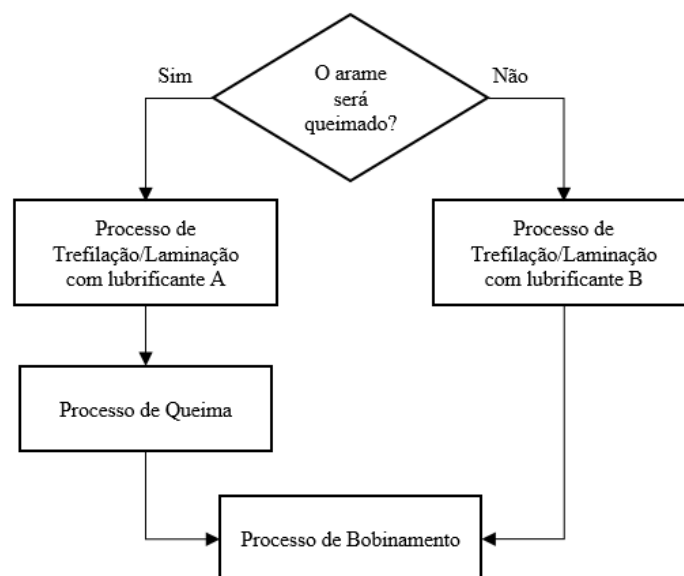 O arame
será
queimado?
Sim
Não
Processo de
Trefilação/Laminação
com lubrificante A
Processo de
Trefilação/Laminação
com lubrificante B
Processo de Queima
Processo de Bobinamento